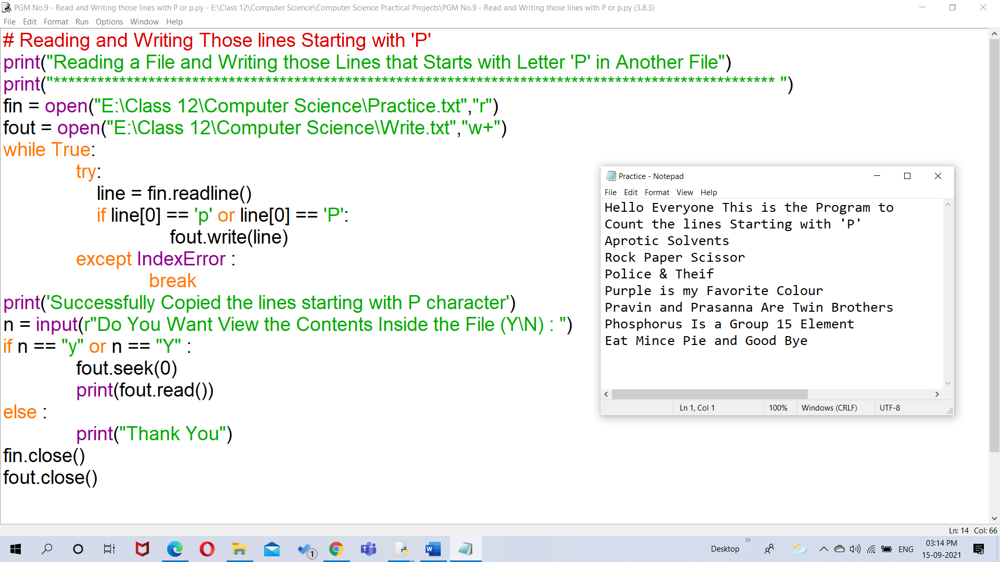 PGM No.9 - Read and Writing those lines with P or p.py - E:\Class 12\Computer Science\Computer Science Practical Projects\PGM No.9 - Read and Writing those lines with P or p.py (3.8.3)
File Edit Format Run Options Window Help
# Reading and Writing Those lines Starting with 'P'
print("Reading a File and Writing those Lines that Starts with Letter 'P' in Another File")
print("*************************************************************************************************** ")
fin = open("E:\Class 12\Computer Science\Practice.txt","r")
fout = open("E:\Class 12\Computer Science\Write.txt","w+")
while True:
try:
line = fin.readline()
if line[0] == 'p' or line[0] == 'P':
fout.write(line)
except IndexError :
break
print('Successfully Copied the lines starting with P character')
n = input(r"Do You Want View the Contents Inside the File (Y\N) : ")
if n == "y" or n == "Y" :
fout.seek(0)
print(fout.read())
else :
print("Thank You")
fin.close()
fout.close()
Practice - Notepad
File Edit Format View Help
Hello Everyone This is the Program to
Count the lines Starting with 'P'
Aprotic Solvents
Rock Paper Scissor
Police & Theif
Purple is my Favorite Colour
Pravin and Prasanna Are Twin Brothers
Phosphorus Is a Group 15 Element
Eat Mince Pie and Good Bye
Ln 1, Col 1 100% Windows (CRLF) UTF-8
Ln: 14 Col: 66
1
Desktop
ENG
03:14 PM
15-09-2021